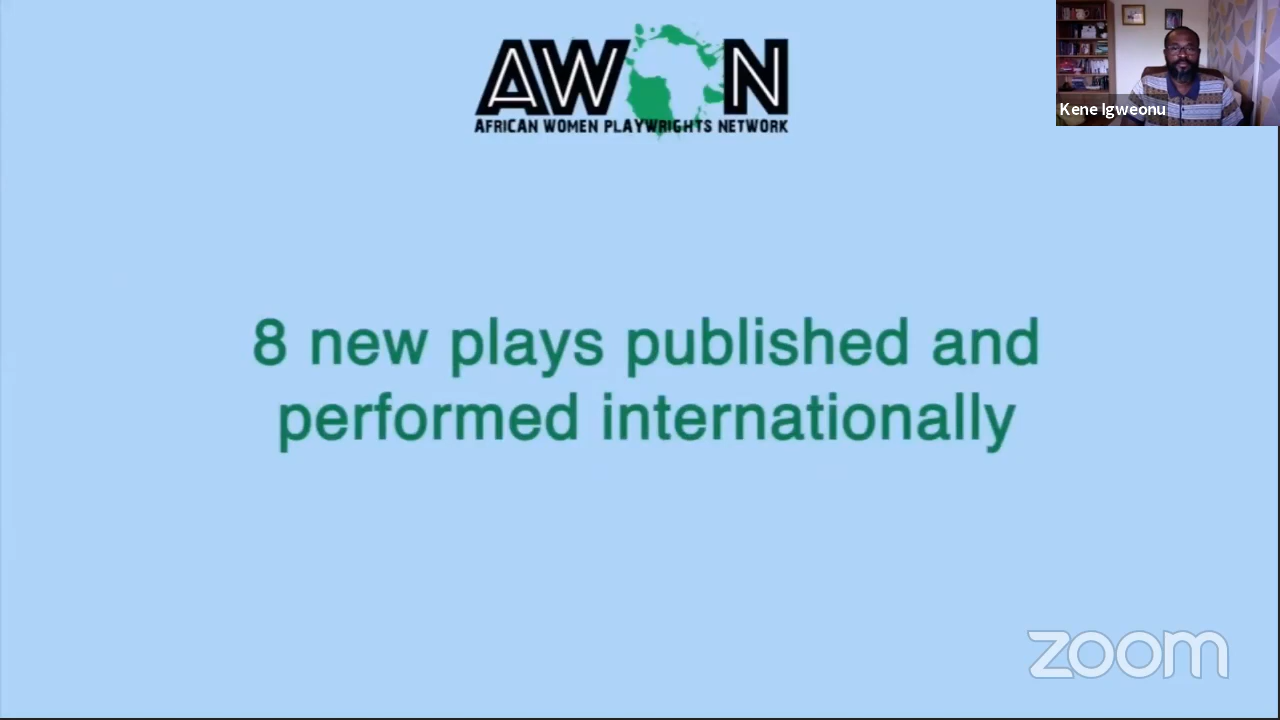 AWON
AFRICAN WOMEN PLAYWRIGHTS NETWORK
Kene Igweonu
8 new plays published and
performed internationally
zoom